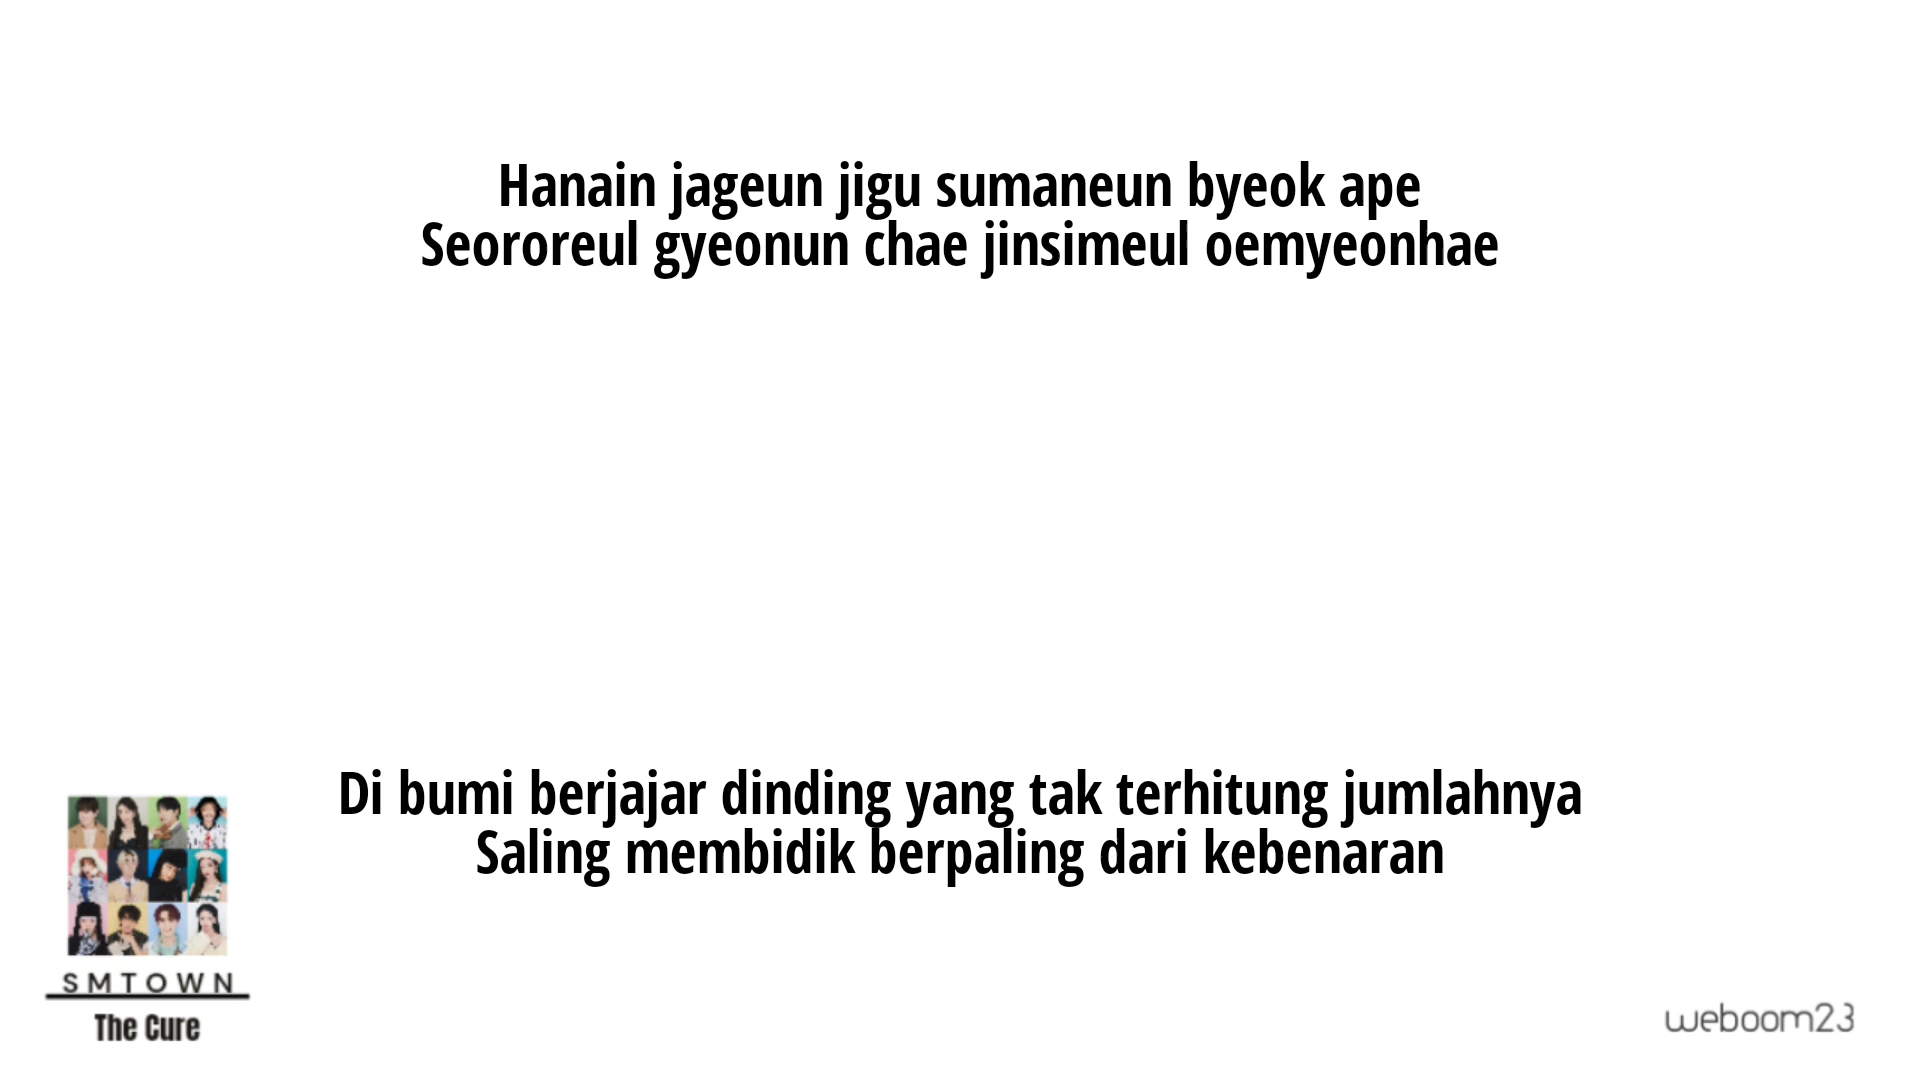 Hanain jageun jigu sumaneun byeok ape
Seororeul gyeonun chae jinsimeul oemyeonhae
Di bumi berjajar dinding yang tak terhitung jumlahnya
Saling membidik berpaling dari kebenaran
SMTOWN
The Cure
weboom23